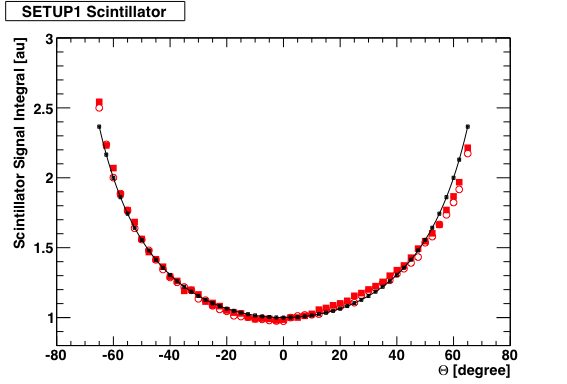 SETUP1 Scintillator
Scintillator Signal Integral [au]
3
2.5
2
1.5
1
-80 -60 -40 -20 0 20 40 60 80
Θ [degree]